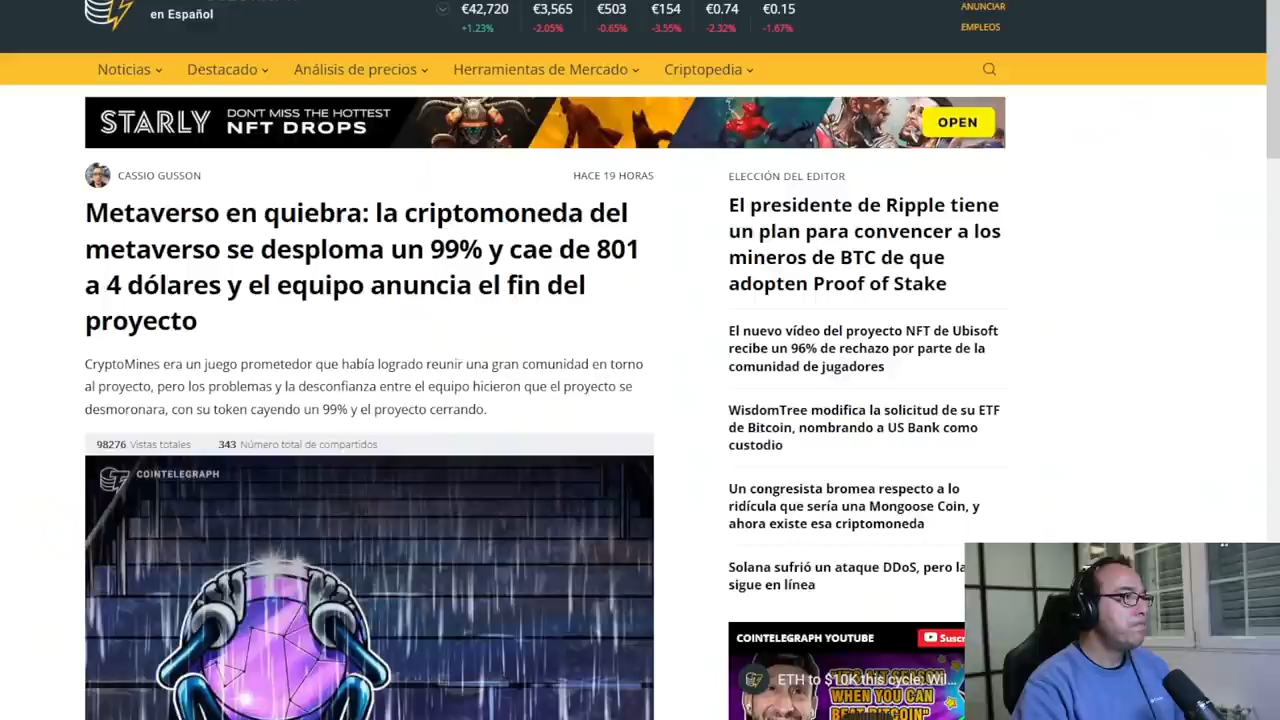 en Español
€42,720
€3,565
€503
€154
€0.74
€0.15
+1.23%
-2.05%
-0.65%
-3.55%
-2.32%
-1.67%
ANUNCIAR
EMPLEOS
Noticias
Destacado
Análisis de precios
Herramientas de Mercado
Criptopedia
STARLY
DON'T MISS THE HOTTEST
NFT DROPS
OPEN
CASSIO GUSSON
HACE 19 HORAS
Metaverso en quiebra: la criptomoneda del
metaverso se desploma un 99% y cae de 801
a 4 dólares y el equipo anuncia el fin del
proyecto
CryptoMines era un juego prometedor que había logrado reunir una gran comunidad en torno
al proyecto, pero los problemas y la desconfianza entre el equipo hicieron que el proyecto se
desmoronara, con su token cayendo un 99% y el proyecto cerrando.
98276 Vistas totales
343 Número total de compartidos
COINTELEGRAPH
ELECCIÓN DEL EDITOR
El presidente de Ripple tiene
un plan para convencer a los
mineros de BTC de que
adopten Proof of Stake
El nuevo vídeo del proyecto NFT de Ubisoft
recibe un 96% de rechazo por parte de la
comunidad de jugadores
WisdomTree modifica la solicitud de su ETF
de Bitcoin, nombrando a US Bank como
custodio
Un congresista bromea respecto a lo
ridícula que sería una Mongoose Coin, y
ahora existe esa criptomoneda
Solana sufrió un ataque DDoS, pero la
sigue en línea
COINTELEGRAPH YOUTUBE
Suscr
ETH to $10K this cycle: Wil...
WHEN YOU CAN
BEAT BITCOIN"